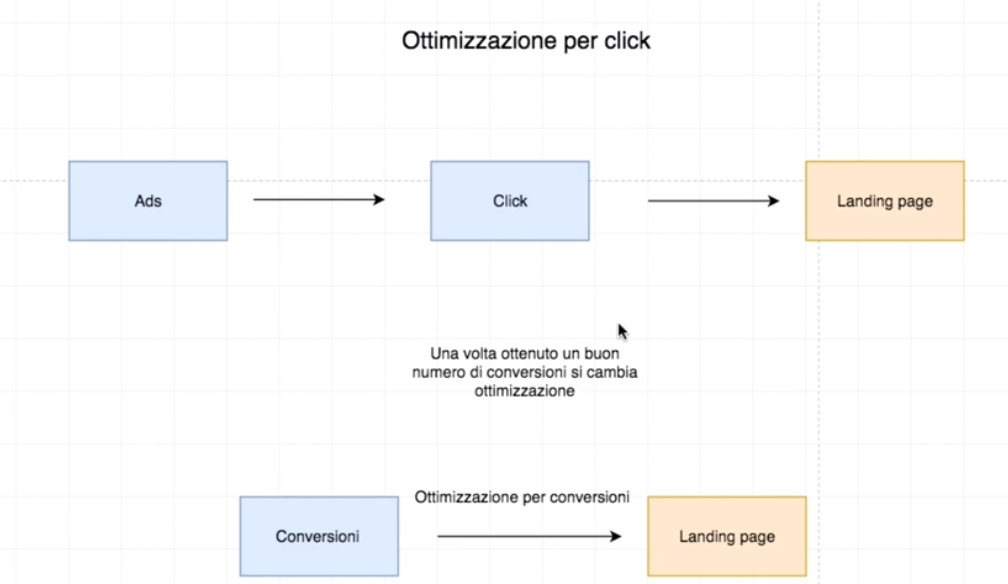 Ottimizzazione per click
Ads
Click
Landing page
Una volta ottenuto un buon
numero di conversioni si cambia
ottimizzazione
Ottimizzazione per conversioni
Conversioni
Landing page